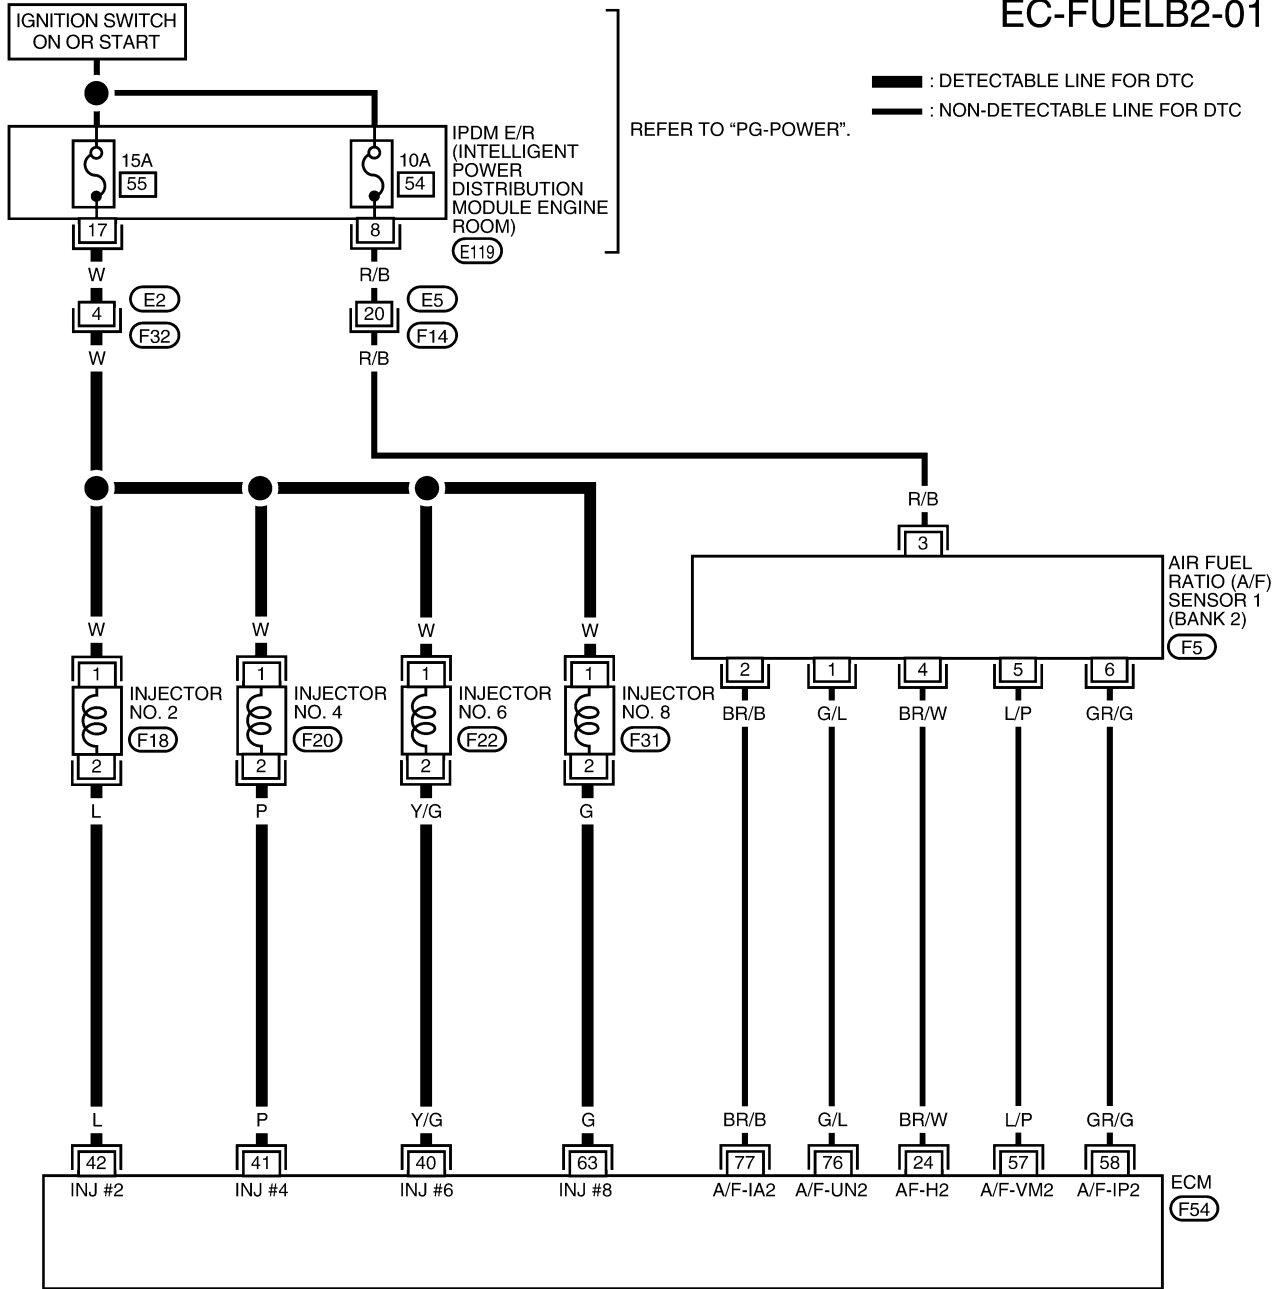 EC-FUELB2-01
IGNITION SWITCH
ON OR START
: DETECTABLE LINE FOR DTC
: NON-DETECTABLE LINE FOR DTC
REFER TO “PG-POWER”.
15A
55
10A
54
IPDM E/R
(INTELLIGENT
POWER
DISTRIBUTION
MODULE ENGINE
ROOM)
E119
17 8
W R/B
4 E2 20 E5
F32 F14
W R/B
R/B
3
AIR FUEL
RATIO (A/F)
SENSOR 1
(BANK 2)
F5
W W W W
1 1 1 1
2 1 4 5 6
INJECTOR
NO. 2
F18
INJECTOR
NO. 4
F20
INJECTOR
NO. 6
F22
INJECTOR
NO. 8
F31
BR/B G/L BR/W L/P GR/G
2 2 2 2
L P Y/G G
L P Y/G G BR/B G/L BR/W L/P GR/G
42 41 40 63 77 76 24 57 58
INJ #2 INJ #4 INJ #6 INJ #8 A/F-IA2 A/F-UN2 AF-H2 A/F-VM2 A/F-IP2
ECM
F54